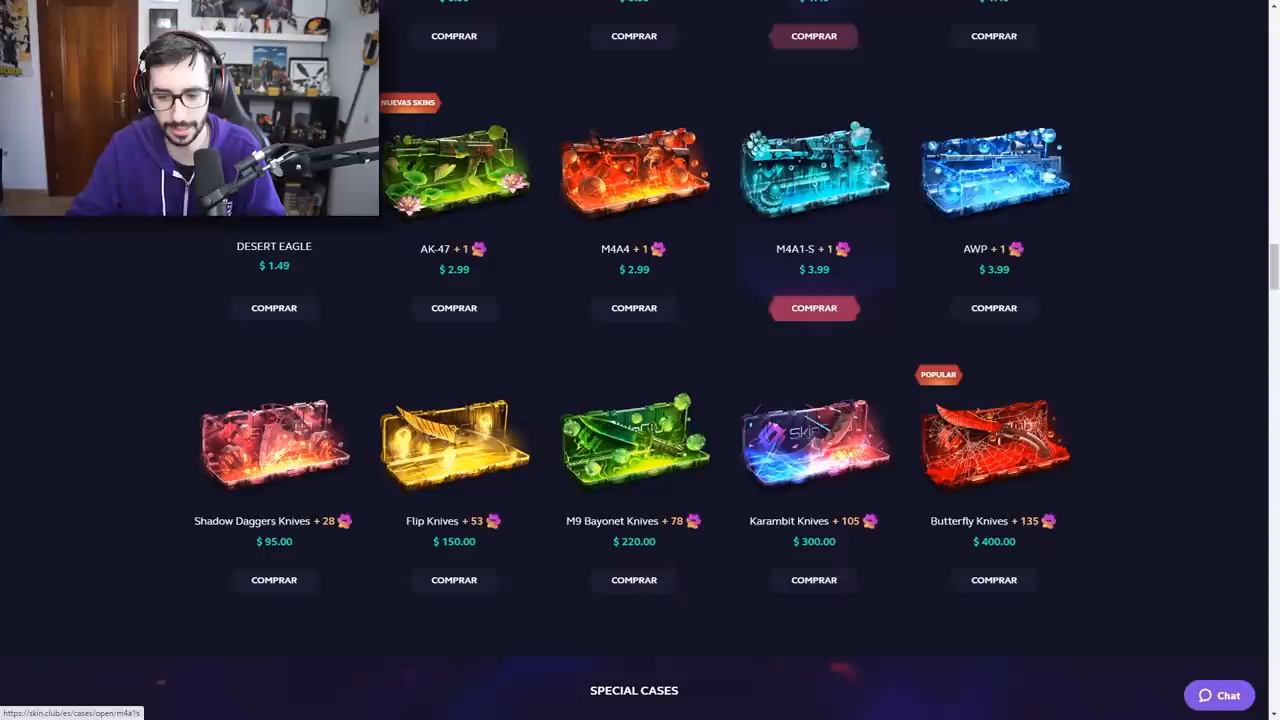 COMPRAR COMPRAR COMPRAR COMPRAR
NUEVAS SKINS
DESERT EAGLE
$ 1.49
COMPRAR
AK-47 + 1
$ 2.99
COMPRAR
M4A4 + 1
$ 2.99
COMPRAR
M4A1-S + 1
$ 3.99
COMPRAR
AWP + 1
$ 3.99
COMPRAR
POPULAR
Shadow Daggers Knives + 28
$ 95.00
COMPRAR
Flip Knives + 53
$ 150.00
COMPRAR
M9 Bayonet Knives + 78
$ 220.00
COMPRAR
Karambit Knives + 105
$ 300.00
COMPRAR
Butterfly Knives + 135
$ 400.00
COMPRAR
SPECIAL CASES
Chat
https://skin.club/es/cases/open/m4a1s